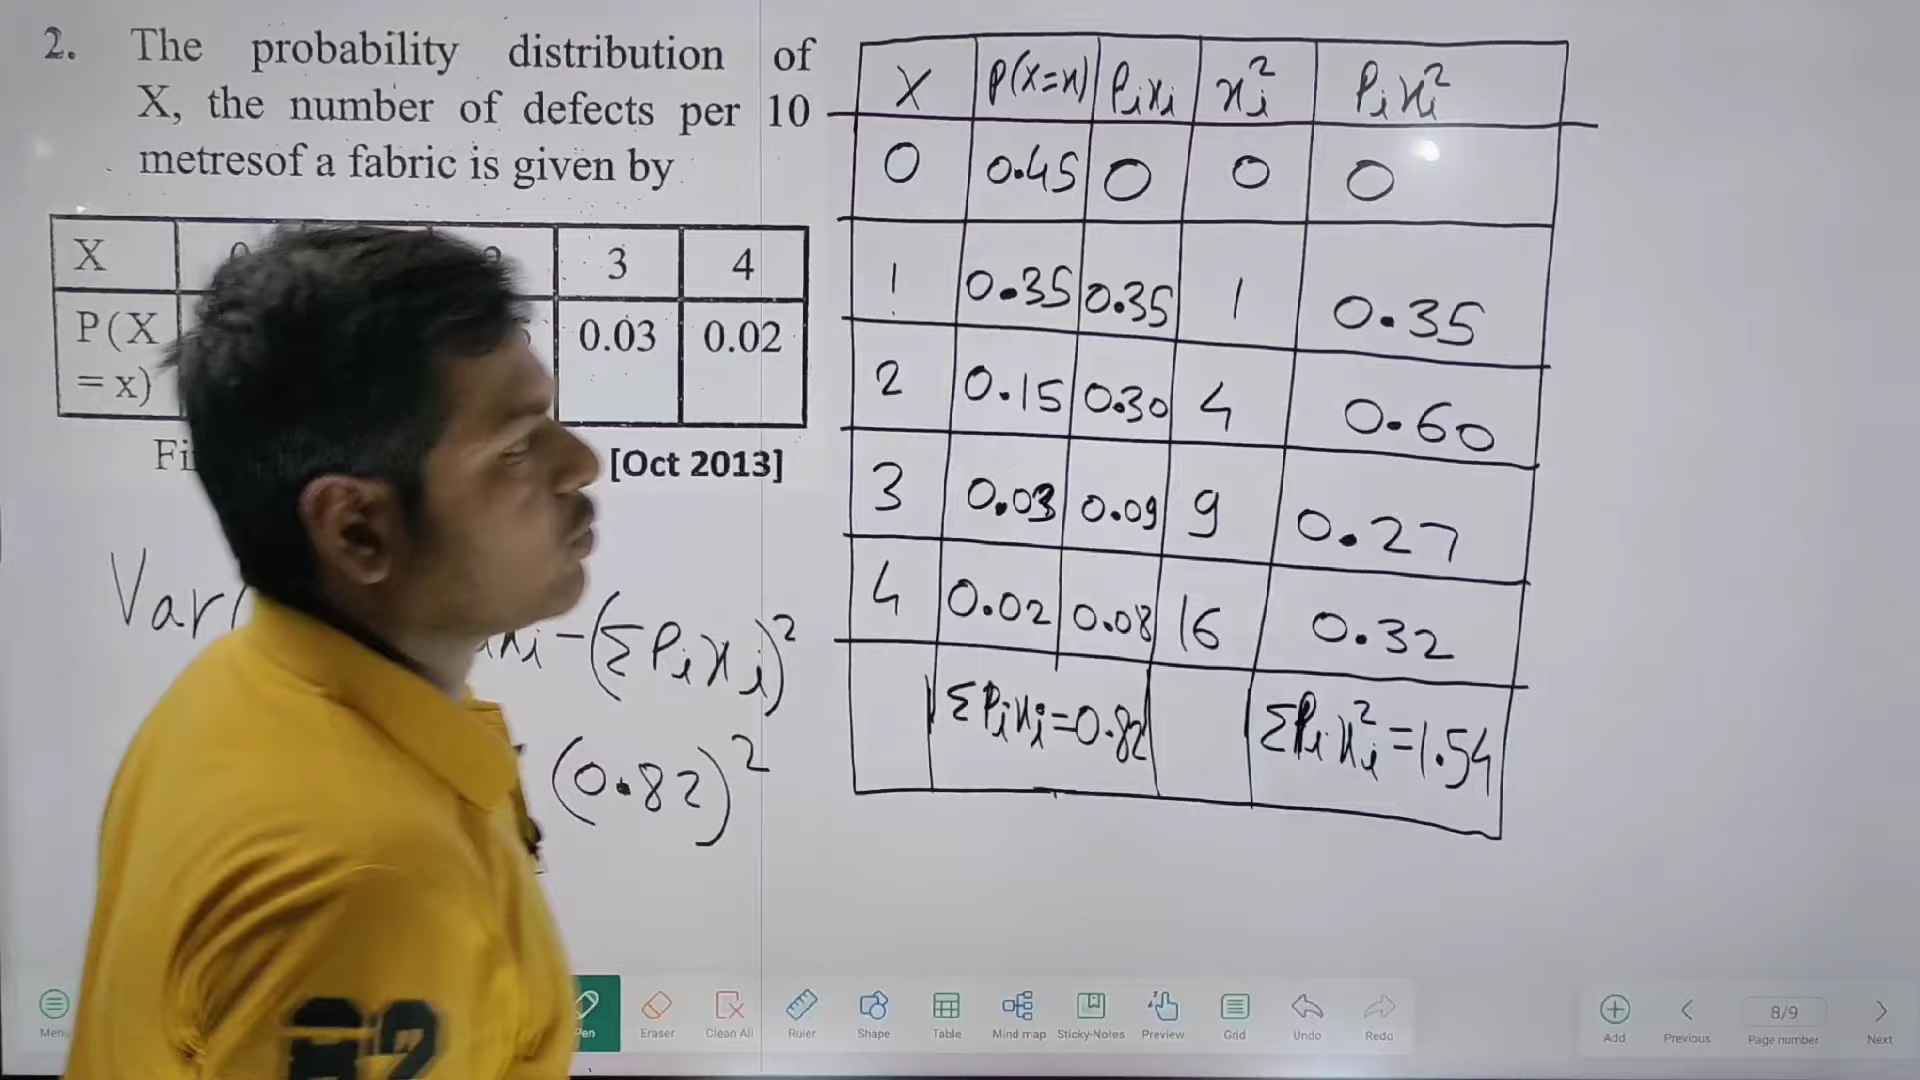 2. The probability distribution of
X, the number of defects per 10
metresof a fabric is given by
X 3 4
P(X 0.03 0.02
= x)
[Oct 2013]
Var( - (Σ Pᵢ xᵢ)²
(0.82)²
X P(X=x) Pᵢxᵢ xᵢ² Pᵢxᵢ²
0 0.45 0 0 0
1 0.35 0.35 1 0.35
2 0.15 0.30 4 0.60
3 0.03 0.09 9 0.27
4 0.02 0.08 16 0.32
ΣPᵢxᵢ=0.82 ΣPᵢxᵢ²=1.54
Menu Pen Eraser Clean All Ruler Shape Table Mind map Sticky-Notes Preview Grid Undo Redo Add Previous 8/9 Page number Next